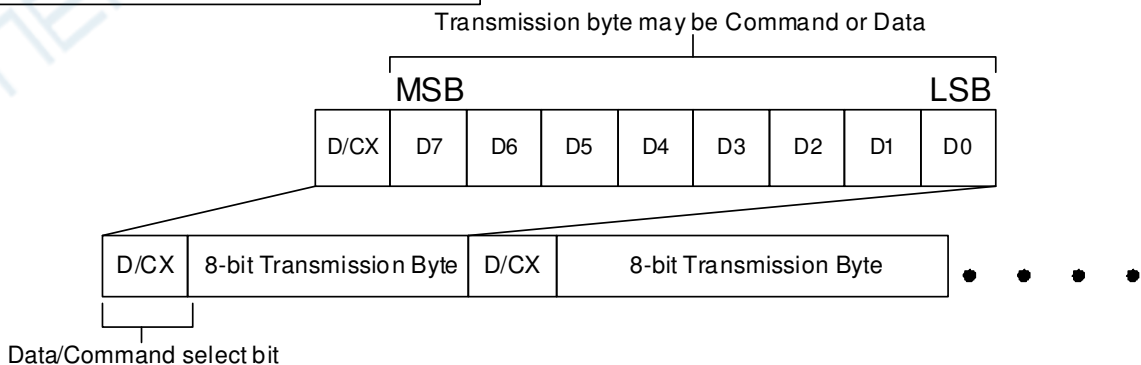 Transmission byte may be Command or Data
MSB LSB
D/CX D7 D6 D5 D4 D3 D2 D1 D0
D/CX 8-bit Transmission Byte D/CX 8-bit Transmission Byte
Data/Command select bit